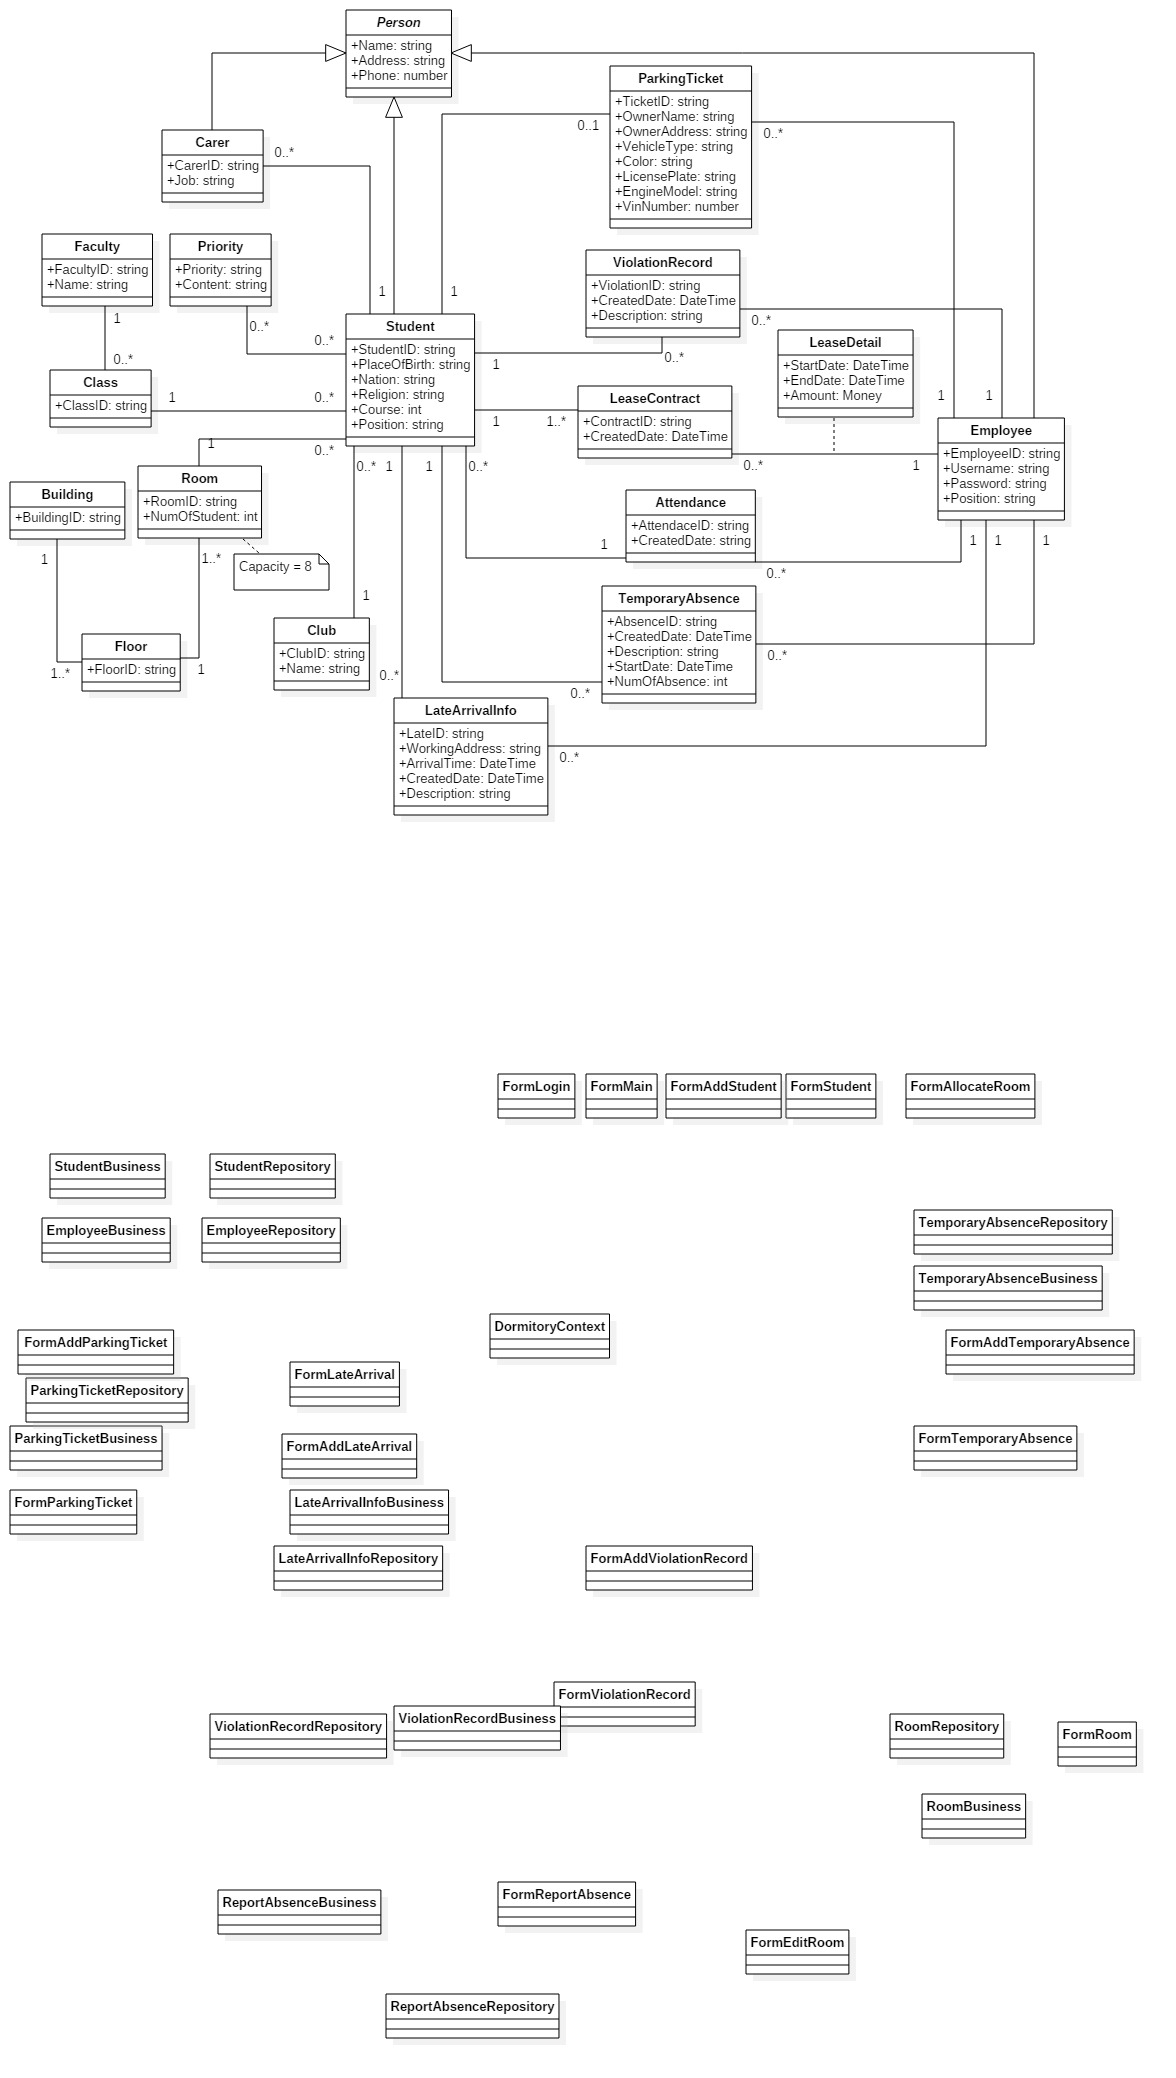 Person
+Name: string
+Address: string
+Phone: number
ParkingTicket
+TicketID: string
+OwnerName: string
+OwnerAddress: string
+VehicleType: string
+Color: string
+LicensePlate: string
+EngineModel: string
+VinNumber: number
0..1
0..*
Carer
+CarerID: string
+Job: string
0..*
Faculty
+FacultyID: string
+Name: string
Priority
+Priority: string
+Content: string
ViolationRecord
+ViolationID: string
+CreatedDate: DateTime
+Description: string
1
1
1
0..*
0..*
0..*
0..*
1
0..*
LeaseDetail
+StartDate: DateTime
+EndDate: DateTime
+Amount: Money
Student
+StudentID: string
+PlaceOfBirth: string
+Nation: string
+Religion: string
+Course: int
+Position: string
Class
+ClassID: string
1
0..*
LeaseContract
+ContractID: string
+CreatedDate: DateTime
1
1..*
1
1
Employee
+EmployeeID: string
+Username: string
+Password: string
+Position: string
0..*
1
1
0..*
0..*
1
1
0..*
Room
+RoomID: string
+NumOfStudent: int
Building
+BuildingID: string
Attendance
+AttendaceID: string
+CreatedDate: string
1
0..*
1
1
1
1
1..*
Capacity = 8
TemporaryAbsence
+AbsenceID: string
+CreatedDate: DateTime
+Description: string
+StartDate: DateTime
+NumOfAbsence: int
1
Club
+ClubID: string
+Name: string
Floor
+FloorID: string
1..*
1
0..*
0..*
0..*
LateArrivalInfo
+LateID: string
+WorkingAddress: string
+ArrivalTime: DateTime
+CreatedDate: DateTime
+Description: string
0..*
FormLogin
FormMain
FormAddStudent
FormStudent
FormAllocateRoom
StudentBusiness
StudentRepository
EmployeeBusiness
EmployeeRepository
TemporaryAbsenceRepository
TemporaryAbsenceBusiness
DormitoryContext
FormAddParkingTicket
FormAddTemporaryAbsence
FormLateArrival
ParkingTicketRepository
ParkingTicketBusiness
FormAddLateArrival
FormTemporaryAbsence
FormParkingTicket
LateArrivalInfoBusiness
LateArrivalInfoRepository
FormAddViolationRecord
FormViolationRecord
ViolationRecordBusiness
ViolationRecordRepository
RoomRepository
FormRoom
RoomBusiness
ReportAbsenceBusiness
FormReportAbsence
FormEditRoom
ReportAbsenceRepository